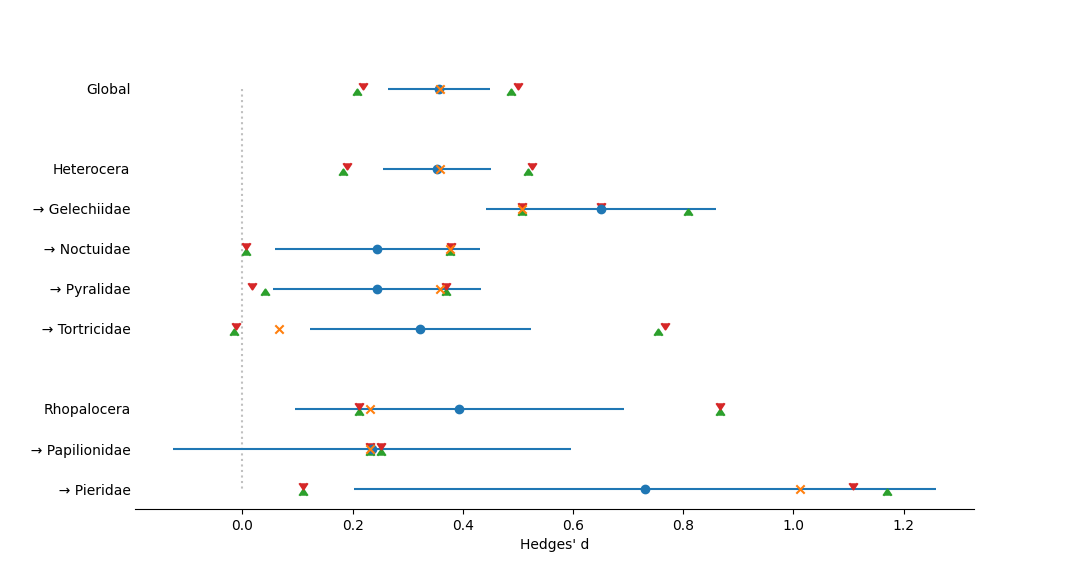 Global
Heterocera
→ Gelechiidae
→ Noctuidae
→ Pyralidae
→ Tortricidae
Rhopalocera
→ Papilionidae
→ Pieridae
0.0 0.2 0.4 0.6 0.8 1.0 1.2
Hedges' d